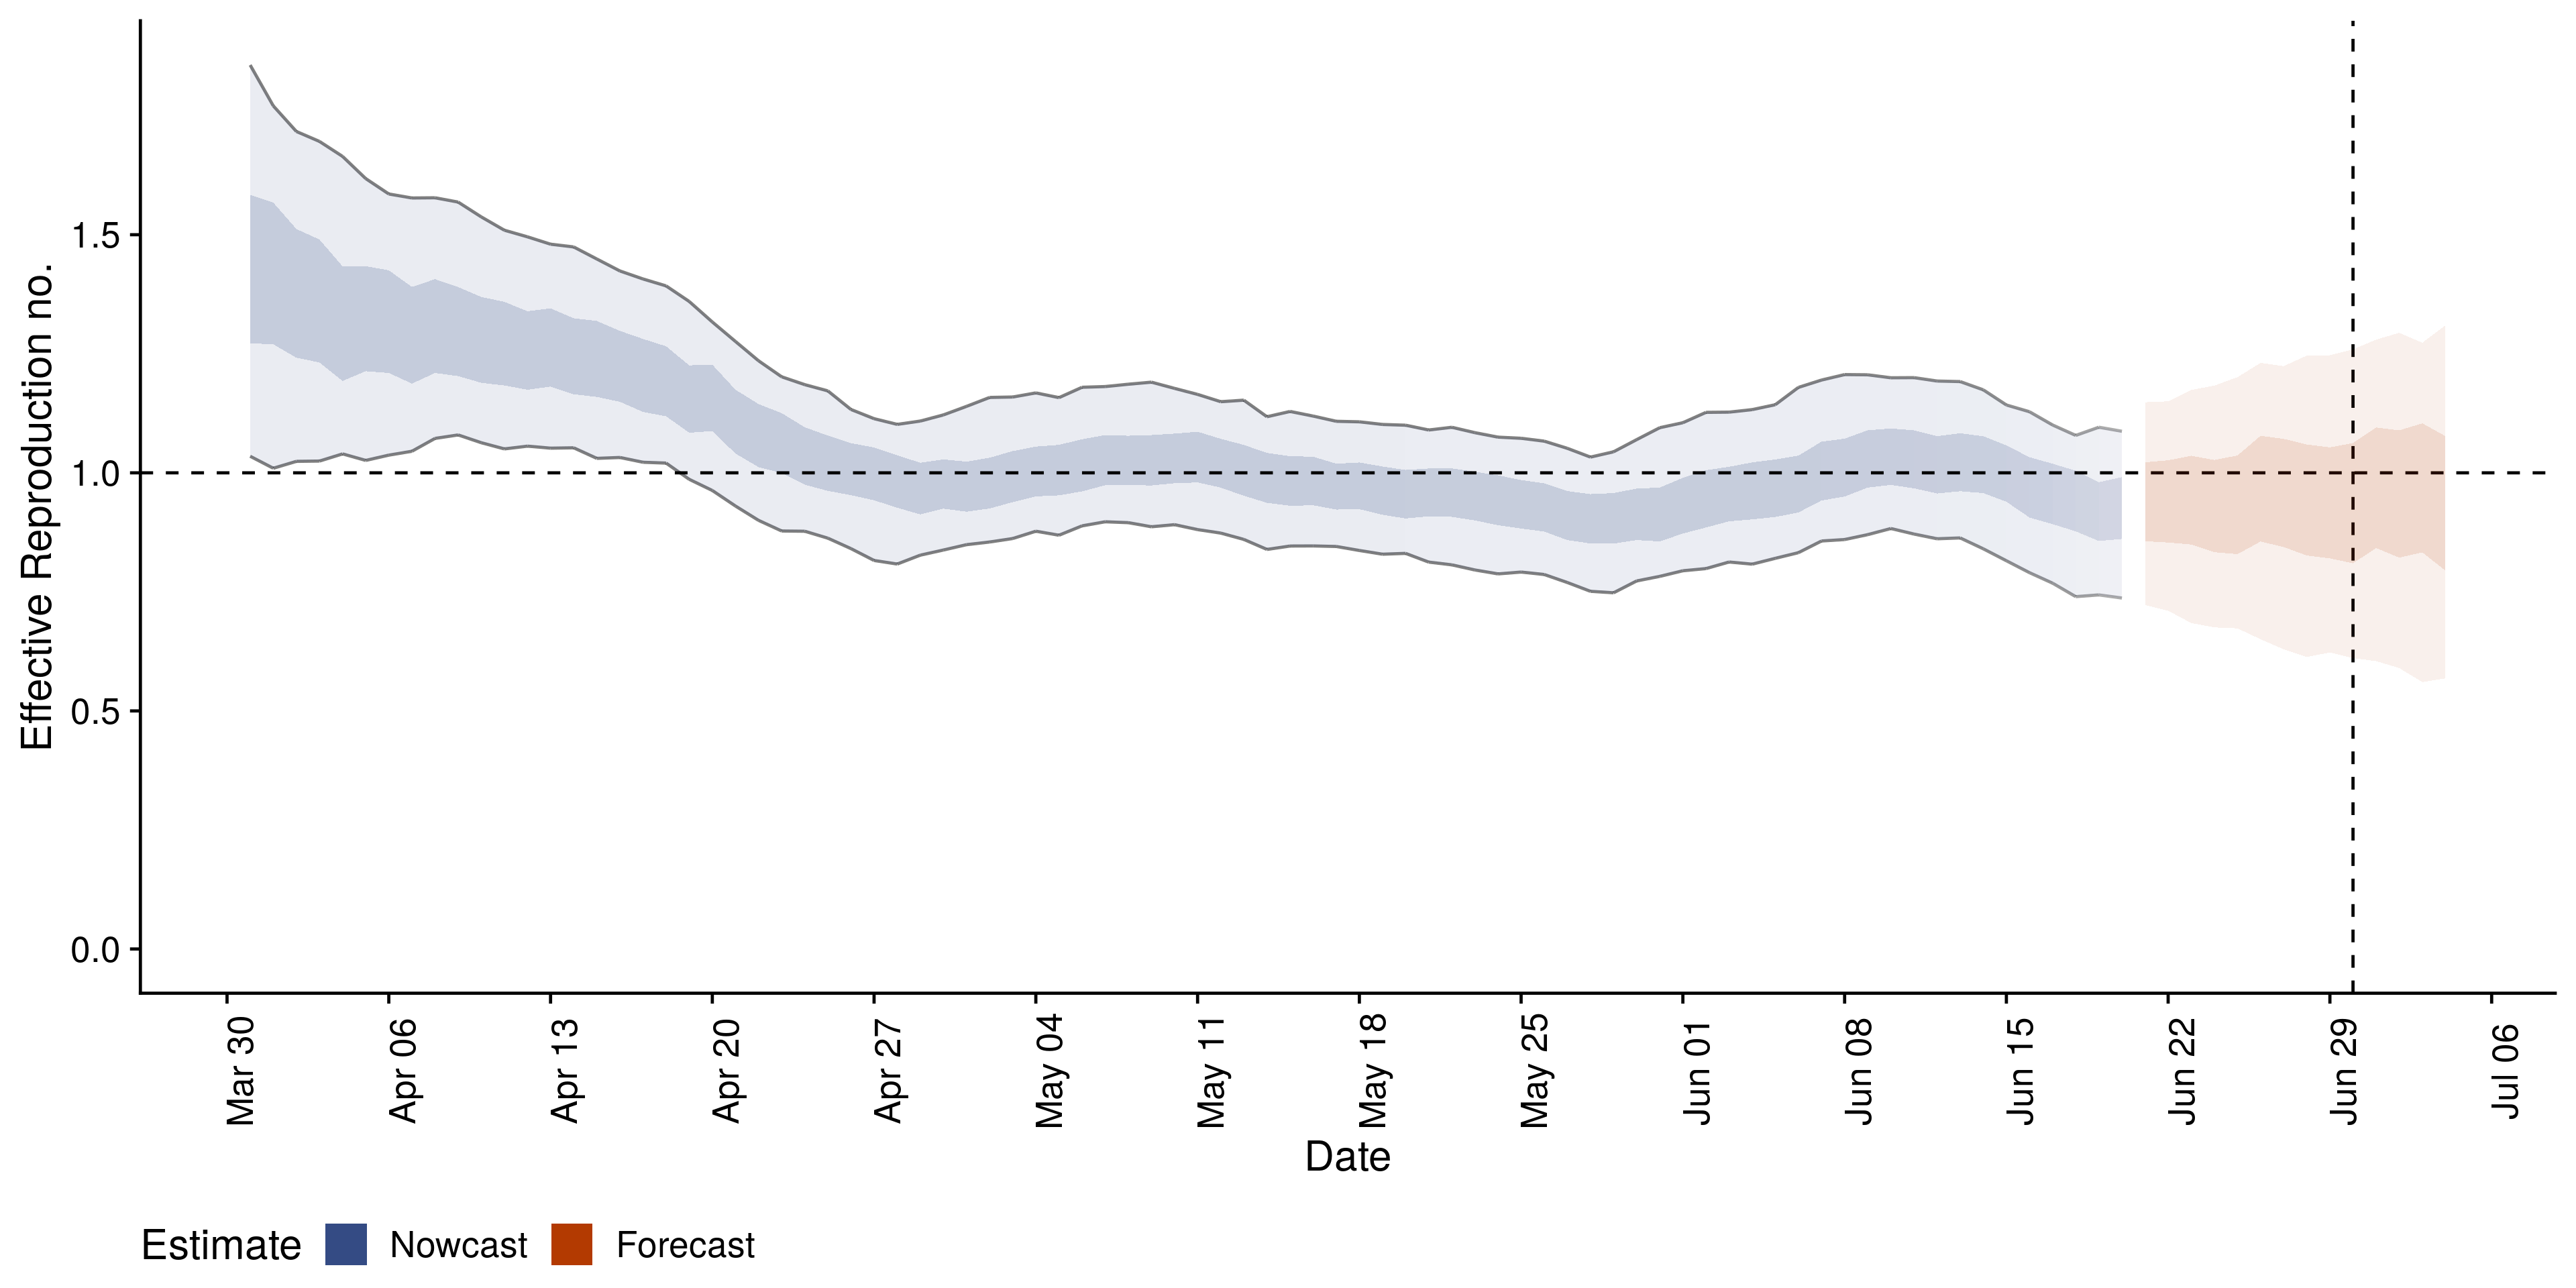 Effective Reproduction no.
1.5
1.0
0.5
0.0
Mar 30
Apr 06
Apr 13
Apr 20
Apr 27
May 04
May 11
May 18
May 25
Jun 01
Jun 08
Jun 15
Jun 22
Jun 29
Jul 06
Date
Estimate Nowcast Forecast